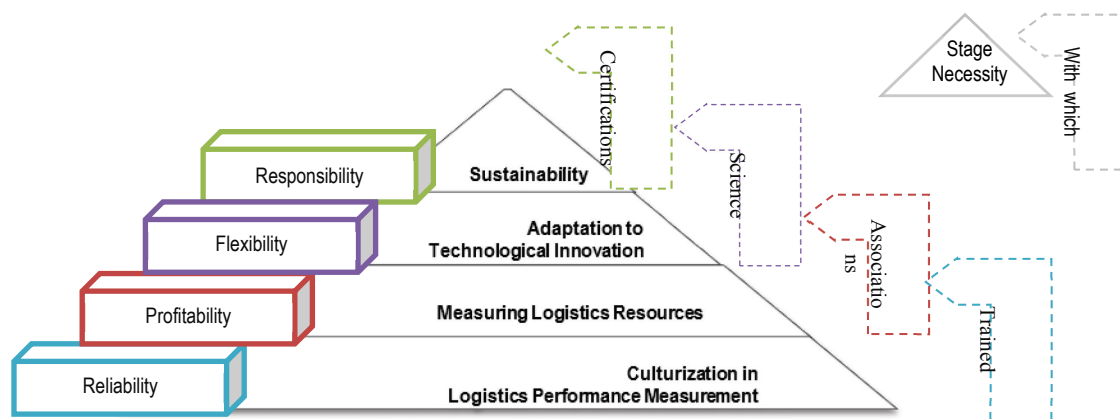 Stage
Necessity
With which
Certifications
Responsibility
Sustainability
Science
Flexibility
Adaptation to
Technological Innovation
Associatio
ns
Profitability
Measuring Logistics Resources
Trained
Reliability
Culturization in
Logistics Performance Measurement